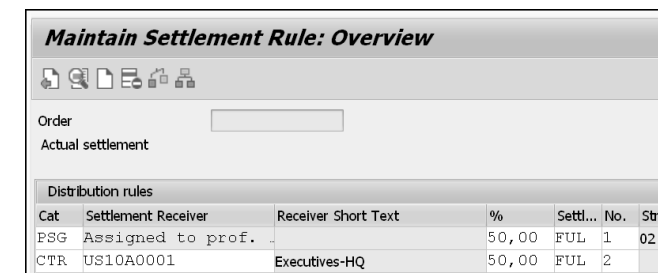 Maintain Settlement Rule: Overview
Order
Actual settlement
Distribution rules
Cat Settlement Receiver Receiver Short Text % Settl... No. Str
PSG Assigned to prof. … 50,00 FUL 1 02
CTR US10A0001 Executives-HQ 50,00 FUL 2